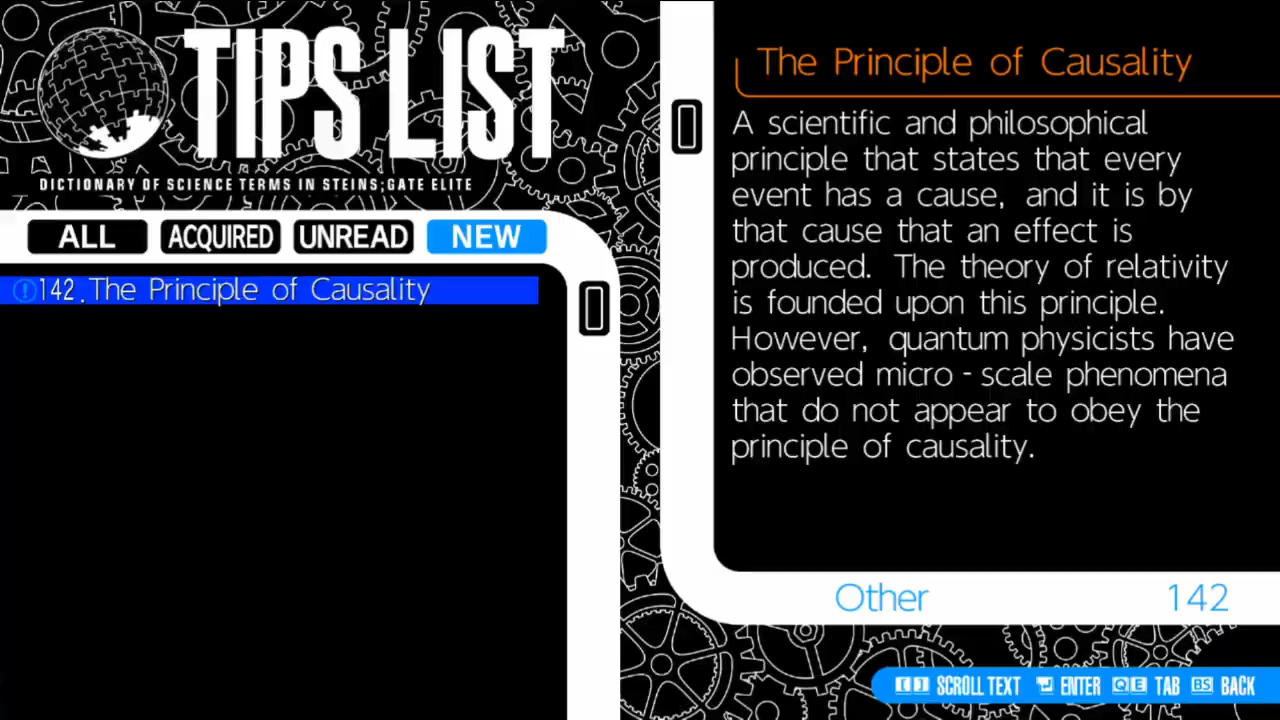 TIPS LIST
DICTIONARY OF SCIENCE TERMS IN STEINS;GATE ELITE
ALL ACQUIRED UNREAD NEW
142.The Principle of Causality
The Principle of Causality
A scientific and philosophical
principle that states that every
event has a cause, and it is by
that cause that an effect is
produced. The theory of relativity
is founded upon this principle.
However, quantum physicists have
observed micro-scale phenomena
that do not appear to obey the
principle of causality.
Other 142
[ ] SCROLL TEXT ENTER Q E TAB BS BACK